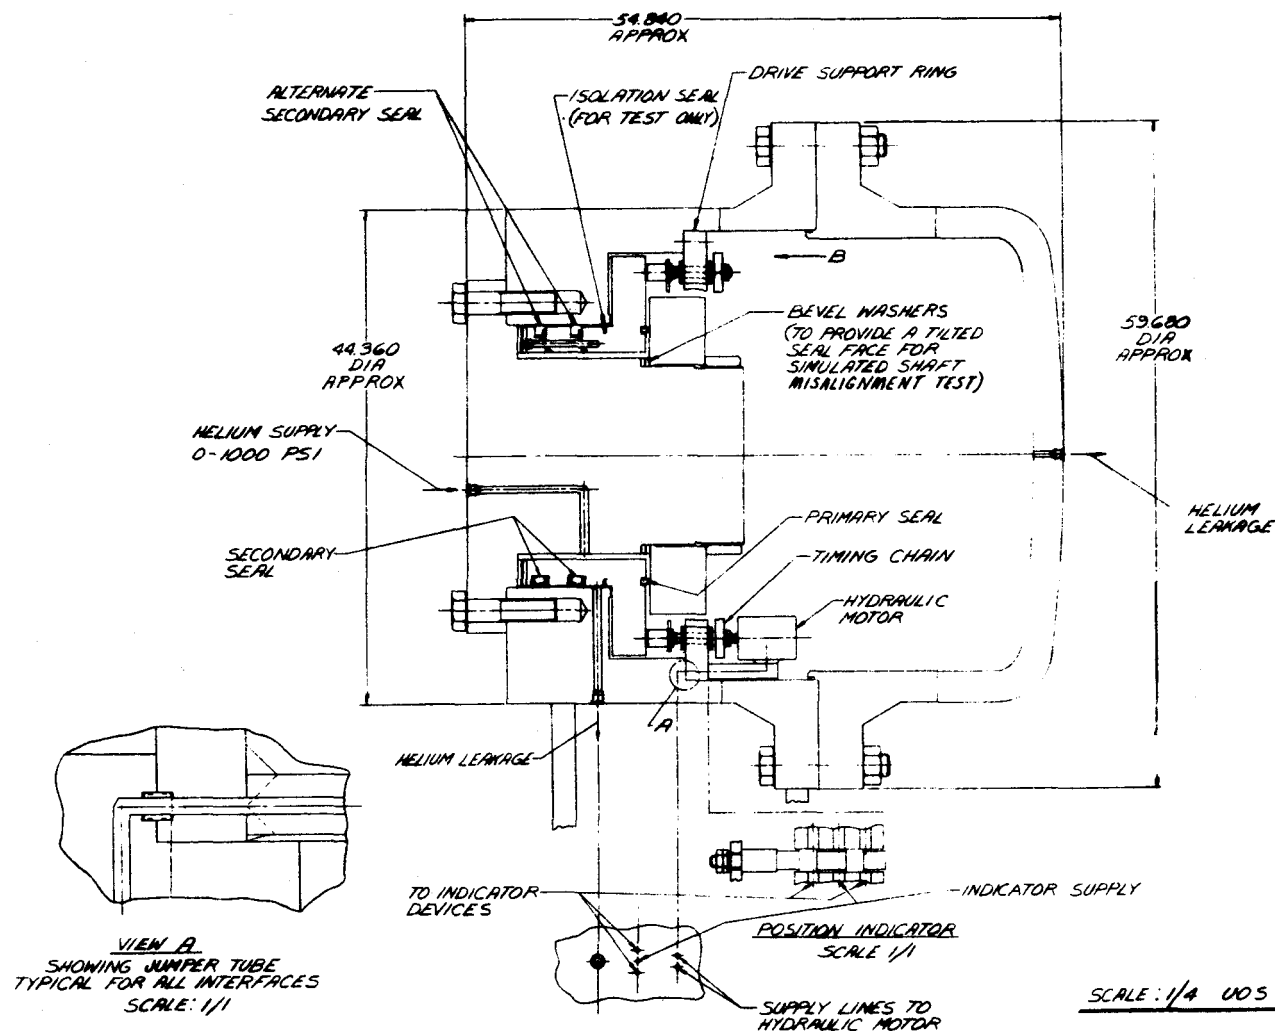 54.840
APPROX
DRIVE SUPPORT RING
ALTERNATE
SECONDARY SEAL
ISOLATION SEAL
(FOR TEST ONLY)
B
BEVEL WASHERS
(TO PROVIDE A TILTED
SEAL FACE FOR
SIMULATED SHAFT
MISALIGNMENT TEST)
59.680
DIA
APPROX
44.360
DIA
APPROX
HELIUM SUPPLY
0-1000 PSI
HELIUM
LEAKAGE
PRIMARY SEAL
SECONDARY
SEAL
TIMING CHAIN
HYDRAULIC
MOTOR
A
HELIUM LEAKAGE
TO INDICATOR
DEVICES
INDICATOR SUPPLY
POSITION INDICATOR
SCALE 1/1
VIEW A
SHOWING JUMPER TUBE
TYPICAL FOR ALL INTERFACES
SCALE: 1/1
SUPPLY LINES TO
HYDRAULIC MOTOR
SCALE: 1/4 UOS